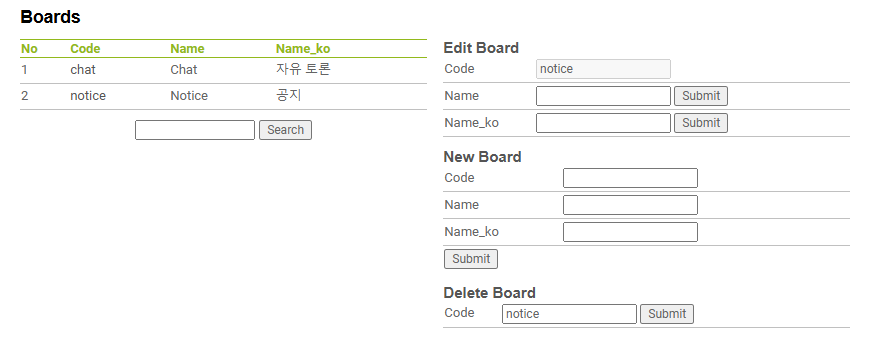 Boards
No Code Name Name_ko
1 chat Chat 자유 토론
2 notice Notice 공지
Search
Edit Board
Code notice
Name Submit
Name_ko Submit
New Board
Code
Name
Name_ko
Submit
Delete Board
Code notice Submit